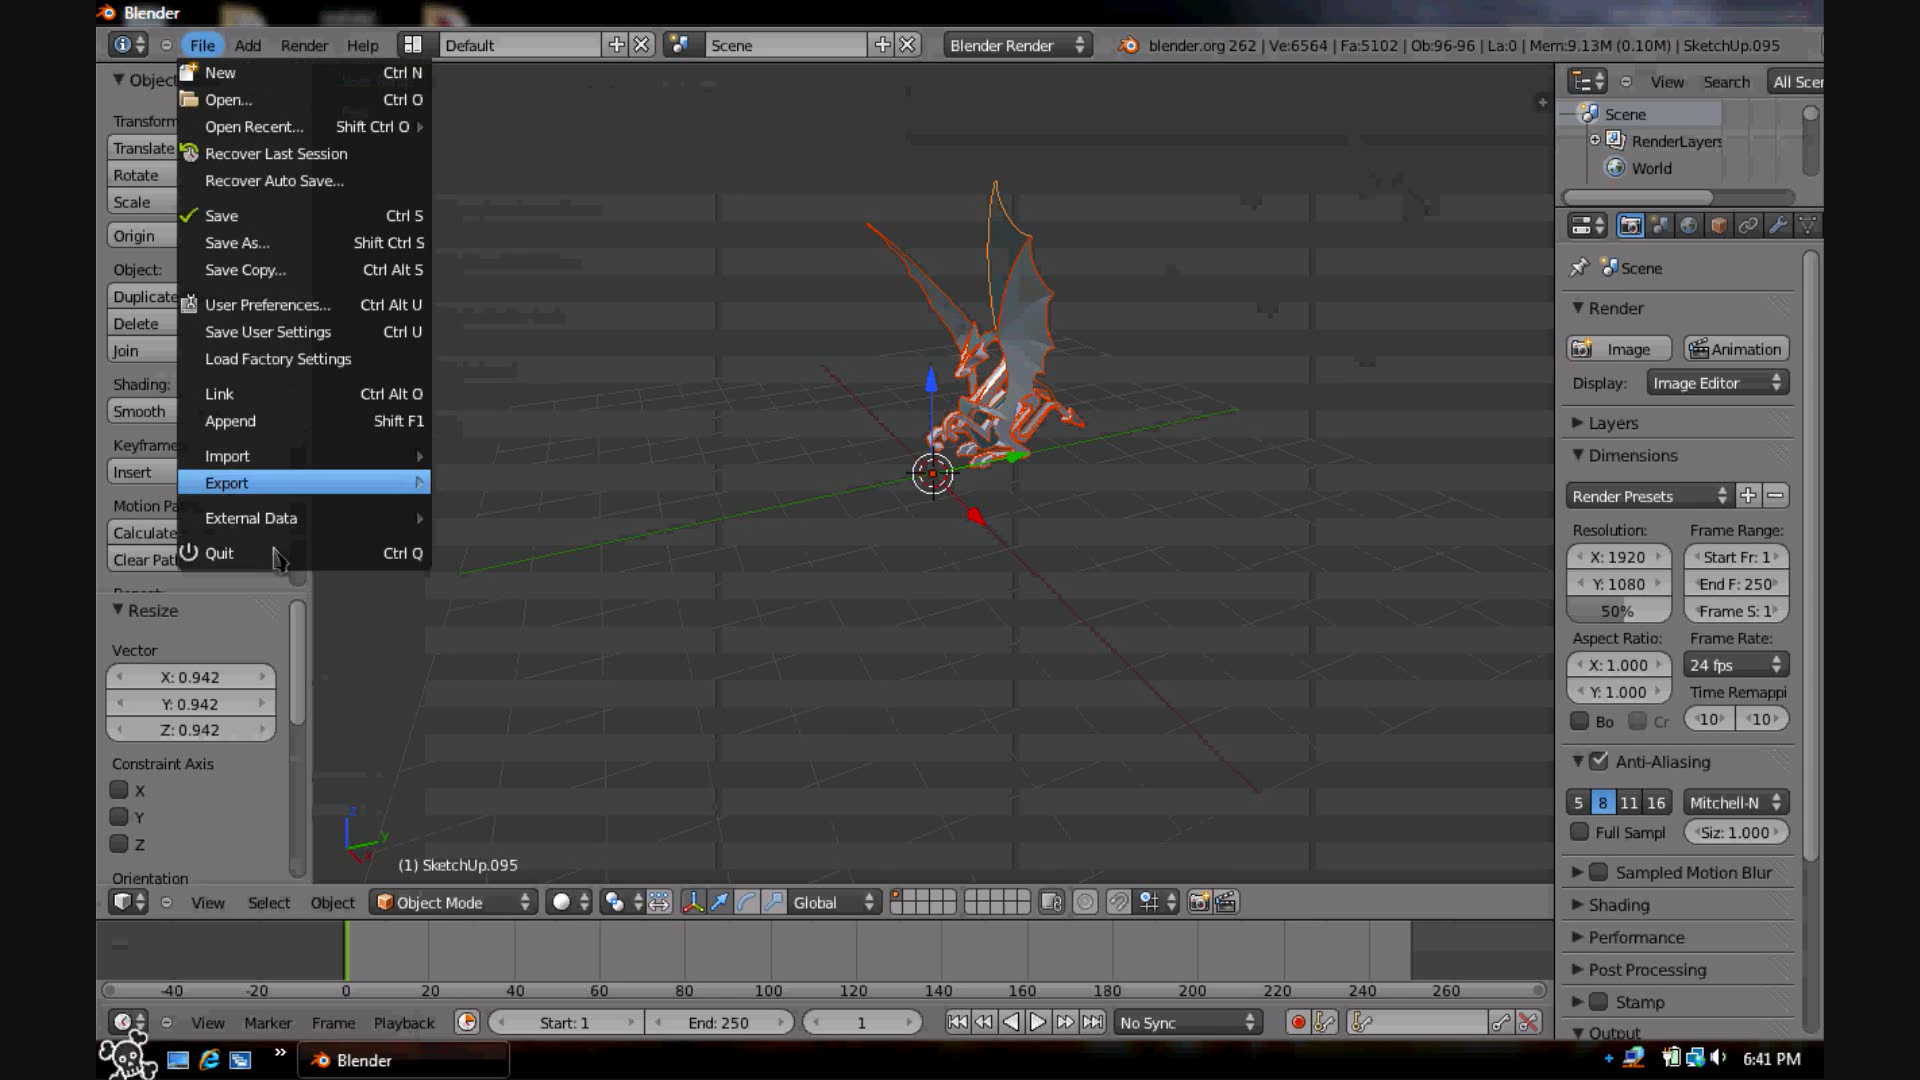 Blender
File Add Render Help Default Scene Blender Render blender.org 262 | Ve:6564 | Fa:5102 | Ob:96-96 | La:0 | Mem:9.13M (0.10M) | SketchUp.095
New Ctrl N
Open... Ctrl O
Open Recent... Shift Ctrl O
Recover Last Session
Recover Auto Save...
Save Ctrl S
Save As... Shift Ctrl S
Save Copy... Ctrl Alt S
User Preferences... Ctrl Alt U
Save User Settings Ctrl U
Load Factory Settings
Link Ctrl Alt O
Append Shift F1
Import
Export
External Data
Quit Ctrl Q
Object
Transform
Translate
Rotate
Scale
Origin
Object:
Duplicate
Delete
Join
Shading:
Smooth
Keyframe
Insert
Motion Pa
Calculate
Clear Pat
Resize
Vector
X: 0.942
Y: 0.942
Z: 0.942
Constraint Axis
X
Y
Z
Orientation
z
y
(1) SketchUp.095
View Select Object Object Mode Global
-40 -20 0 20 40 60 80 100 120 140 160 180 200 220 240 260
View Marker Frame Playback Start: 1 End: 250 1 No Sync
View Search All Scer
Scene
RenderLayers
World
Scene
Render
Image Animation
Display: Image Editor
Layers
Dimensions
Render Presets
Resolution: Frame Range:
X: 1920 Start Fr: 1
Y: 1080 End F: 250
50% Frame S: 1
Aspect Ratio: Frame Rate:
X: 1.000 24 fps
Y: 1.000 Time Remappi
Bo Cr 10 10
Anti-Aliasing
5 8 11 16 Mitchell-N
Full Sampl Siz: 1.000
Sampled Motion Blur
Shading
Performance
Post Processing
Stamp
Output
» Blender 6:41 PM